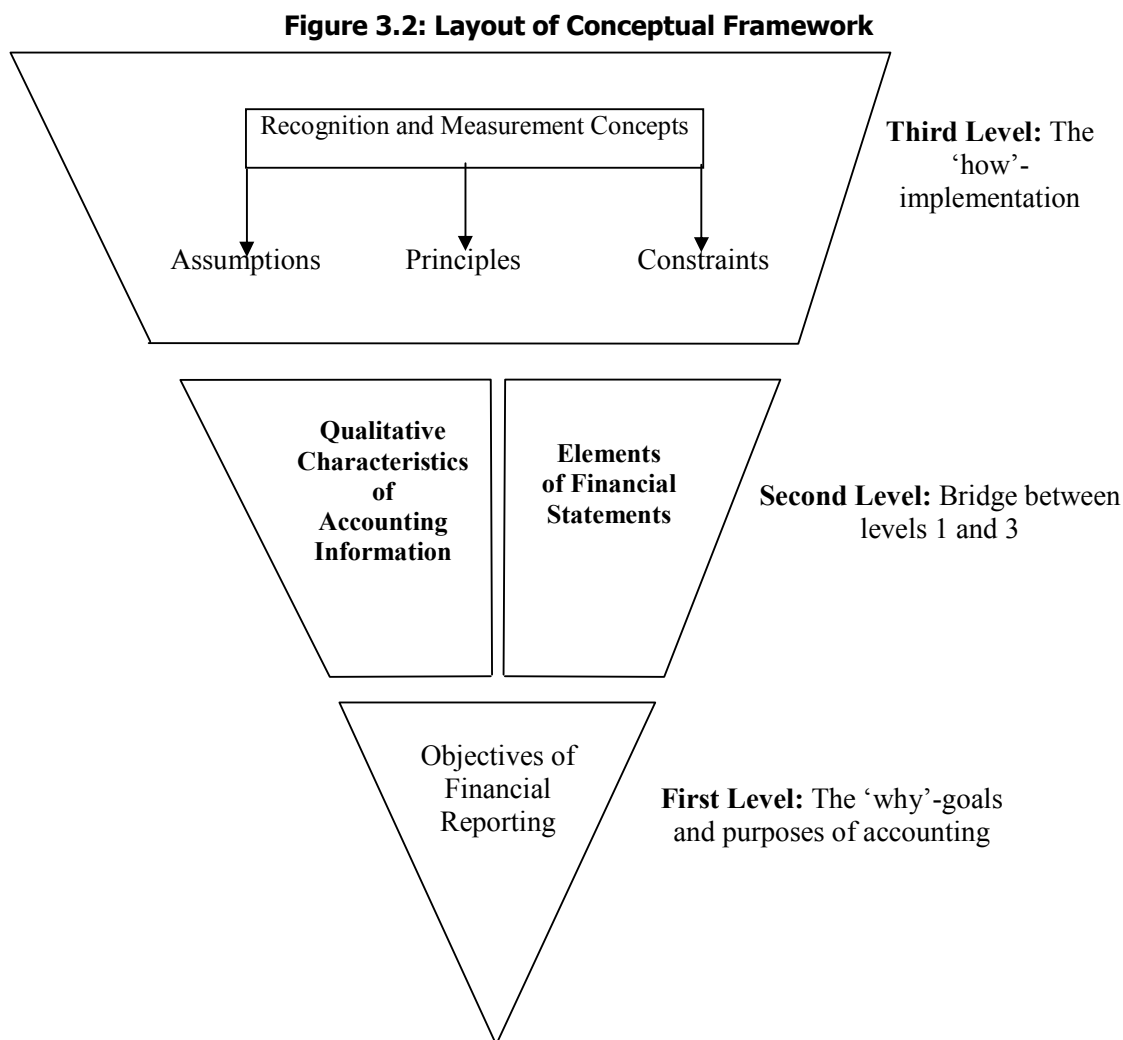 Figure 3.2: Layout of Conceptual Framework
Recognition and Measurement Concepts
Assumptions
Principles
Constraints
Third Level: The
‘how’-
implementation
Qualitative
Characteristics
of
Accounting
Information
Elements
of Financial
Statements
Second Level: Bridge between
levels 1 and 3
Objectives of
Financial
Reporting
First Level: The ‘why’-goals
and purposes of accounting